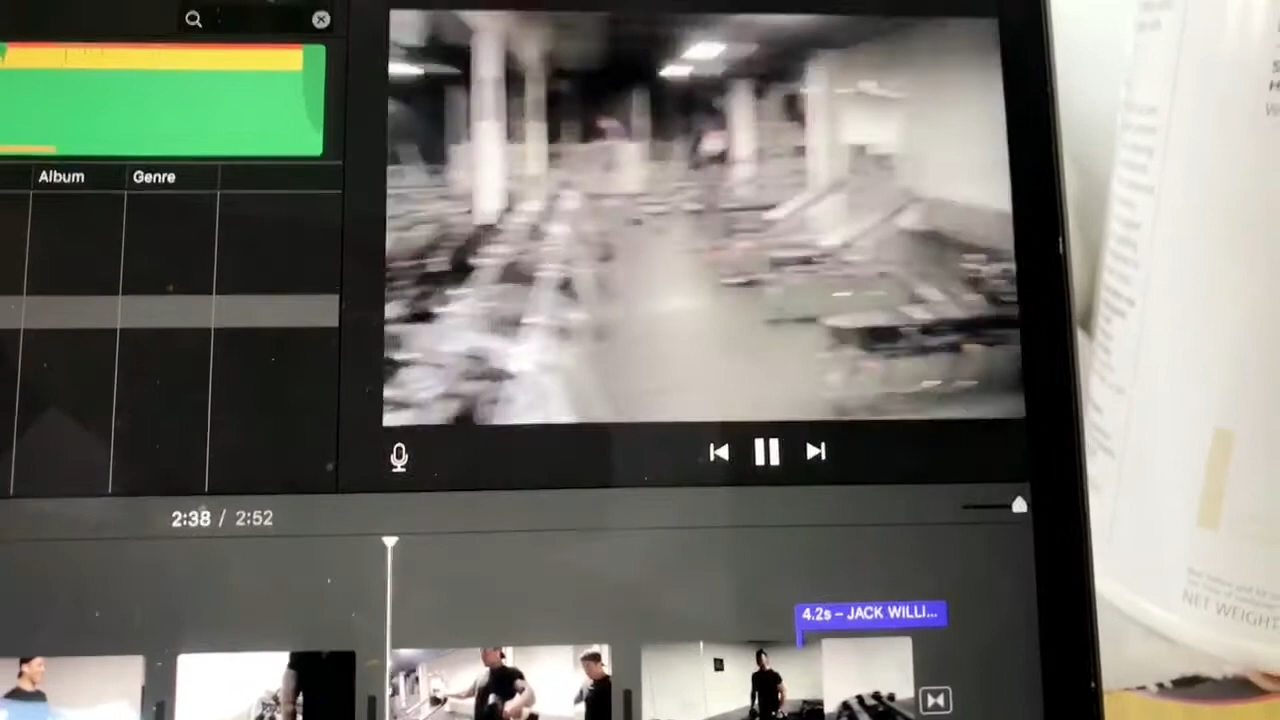 Album
Genre
2:38 / 2:52
4.2s – JACK WILLI...
NET WEIGHT